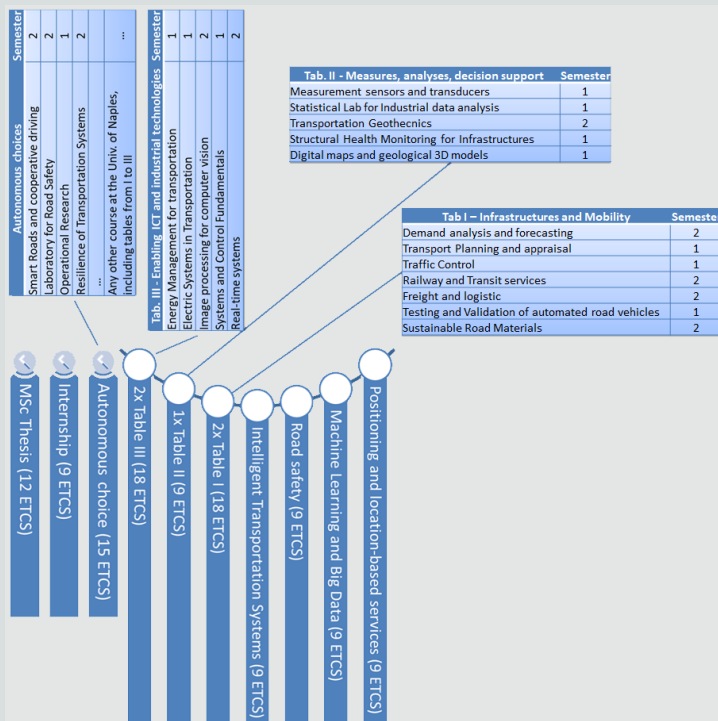 Autonomous choices Semester
Smart Roads and cooperative driving 2
Laboratory for Road Safety 2
Operational Research 1
Resilience of Transportation Systems 2
...
Any other course at the Univ. of Naples,
including tables from I to III ...
Tab. III - Enabling ICT and industrial technologies Semester
Energy Management for transportation 1
Electric Systems in Transportation 1
Image processing for computer vision 2
Systems and Control Fundamentals 1
Real-time systems 2
Tab. II - Measures, analyses, decision support Semester
Measurement sensors and transducers 1
Statistical Lab for Industrial data analysis 1
Transportation Geothecnics 2
Structural Health Monitoring for Infrastructures 1
Digital maps and geological 3D models 1
Tab I – Infrastructures and Mobility Semeste
Demand analysis and forecasting 2
Transport Planning and appraisal 1
Traffic Control 1
Railway and Transit services 2
Freight and logistic 2
Testing and Validation of automated road vehicles 1
Sustainable Road Materials 2
MSc Thesis (12 ETCS)
Internship (9 ETCS)
Autonomous choice (15 ETCS)
2x Table III (18 ETCS)
1x Table II (9 ETCS)
2x Table I (18 ETCS)
Intelligent Transportation Systems (9 ETCS)
Road safety (9 ETCS)
Machine Learning and Big Data (9 ETCS)
Positioning and location-based services (9 ETCS)